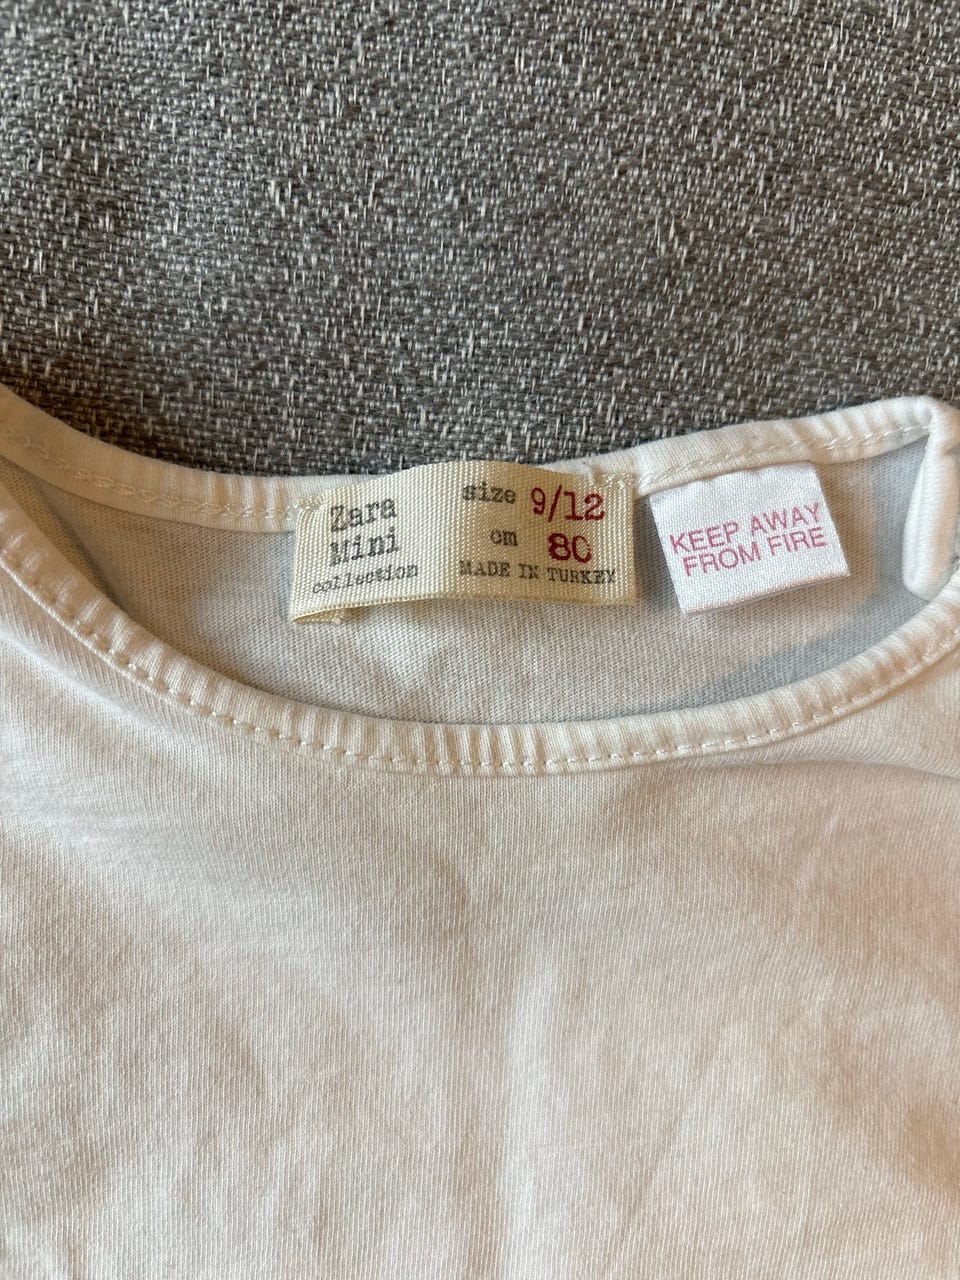 Zara
Mini
collection
size 9/12
cm 80
MADE IN TURKEY
KEEP AWAY
FROM FIRE